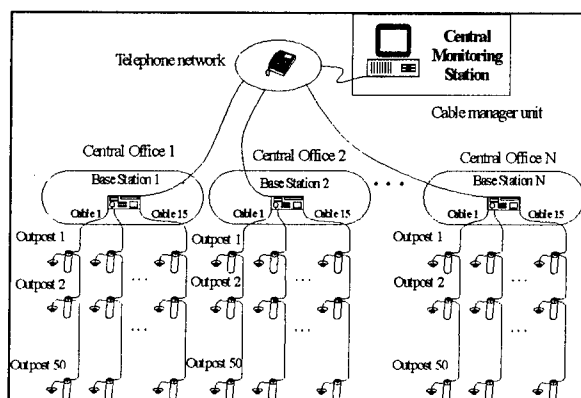 Central
Monitoring
Station
Telephone network
Cable manager unit
Central Office 1
Central Office 2
Central Office N
Base Station 1
Base Station 2
Base Station N
Cable 1
Cable 15
Cable 1
Cable 15
Cable 1
Cable 15
Outpost 1
Outpost 1
Outpost 1
Outpost 2
Outpost 2
Outpost 2
Outpost 50
Outpost 50
Outpost 50